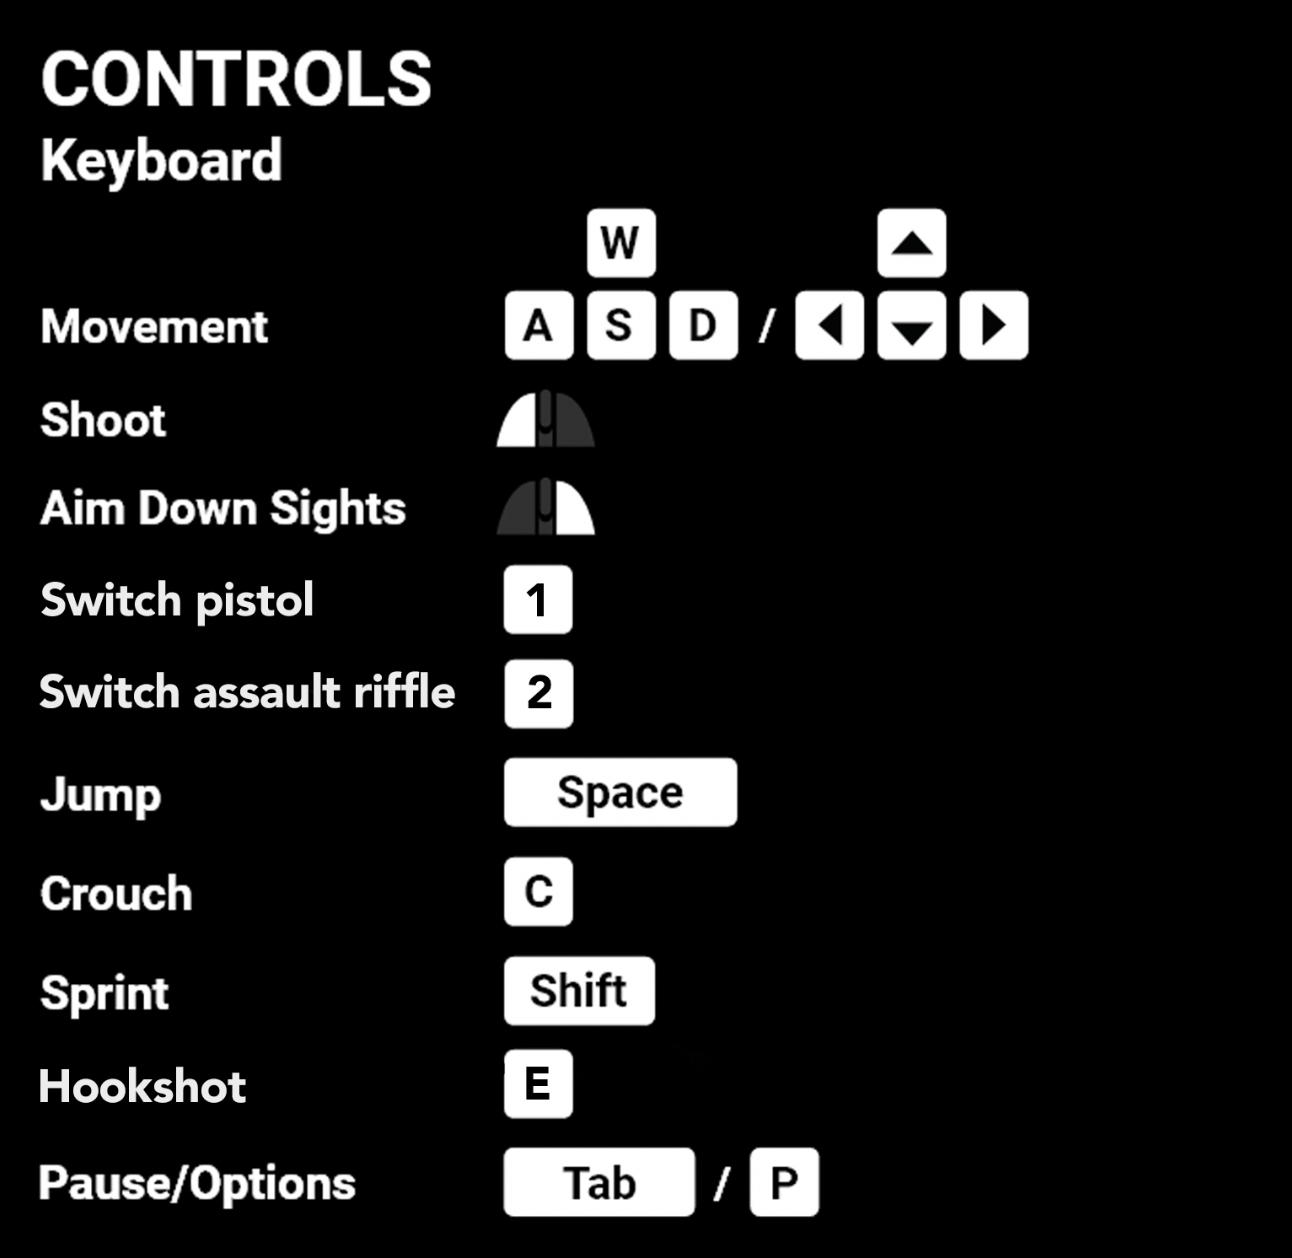 CONTROLS
Keyboard
W
Movement A S D /
Shoot
Aim Down Sights
Switch pistol 1
Switch assault riffle 2
Jump Space
Crouch C
Sprint Shift
Hookshot E
Pause/Options Tab / P